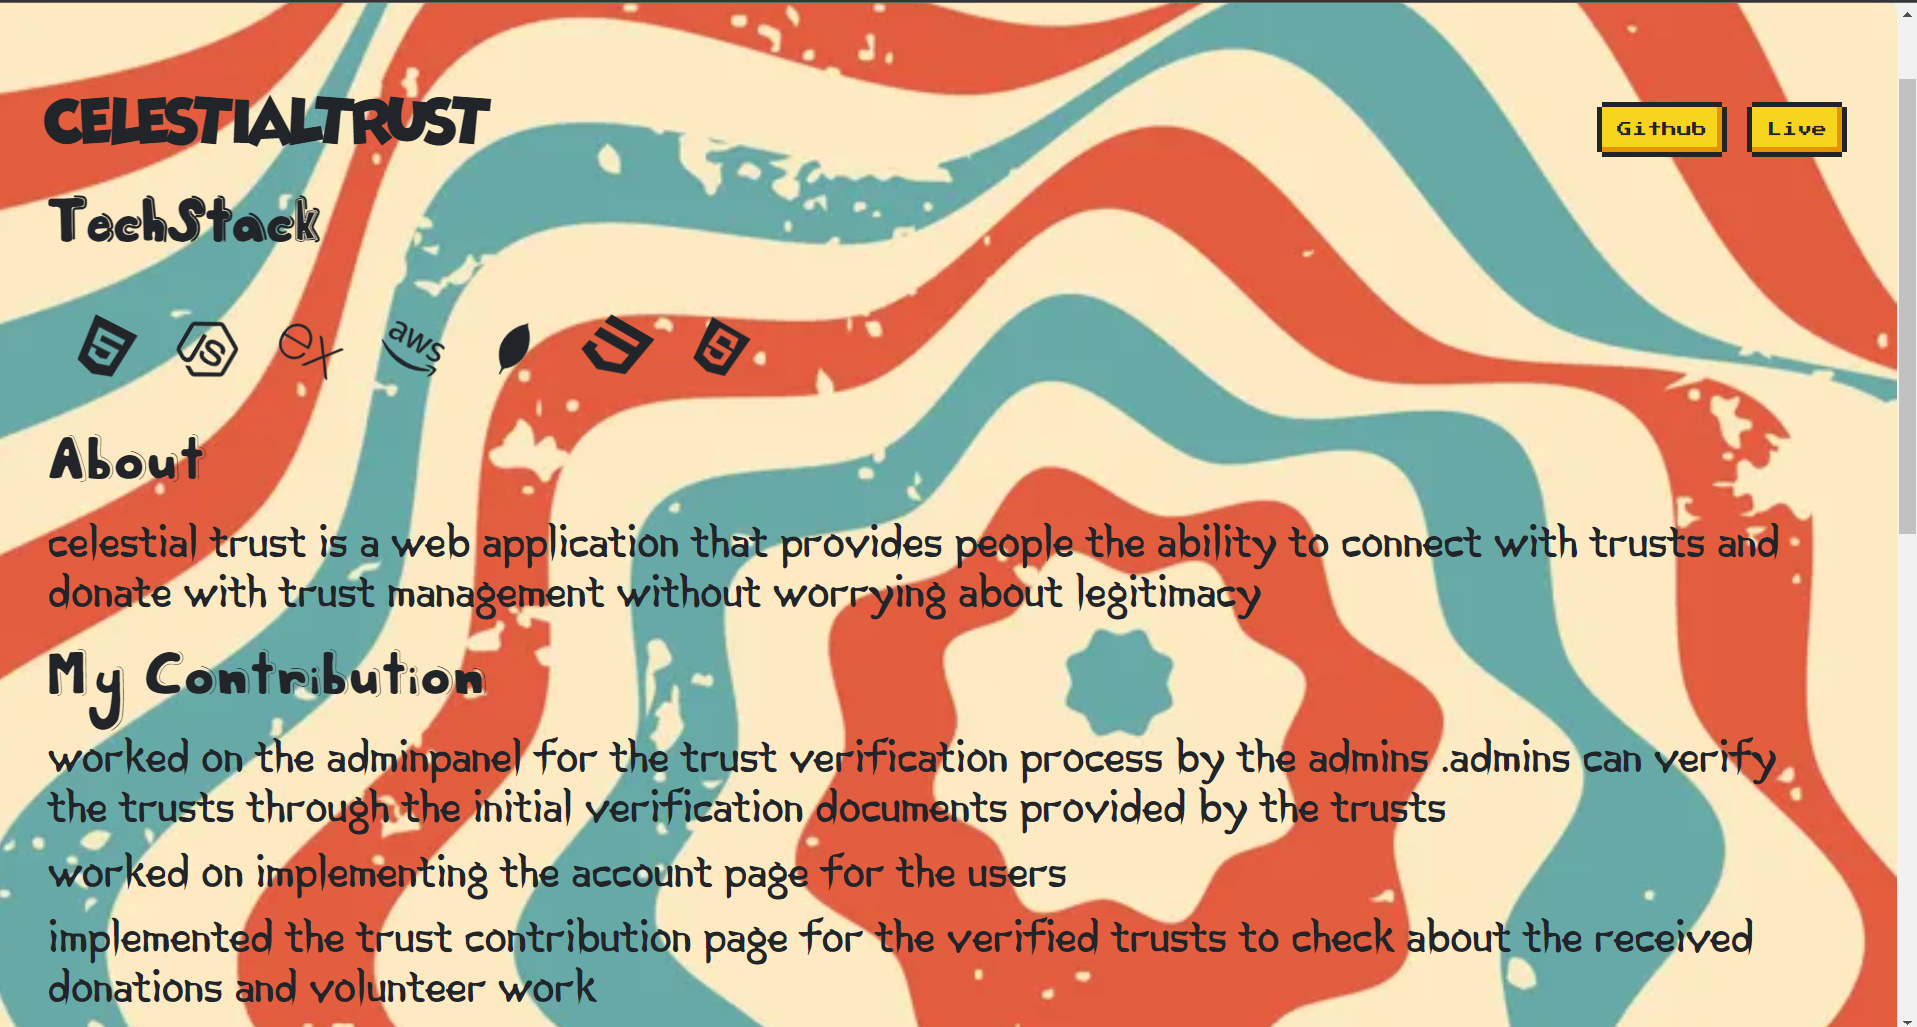 CELESTIALTRUST
Github Live
TechStack
JS ex aws
About
celestial trust is a web application that provides people the ability to connect with trusts and
donate with trust management without worrying about legitimacy
My Contribution
worked on the adminpanel for the trust verification process by the admins .admins can verify
the trusts through the initial verification documents provided by the trusts
worked on implementing the account page for the users
implemented the trust contribution page for the verified trusts to check about the received
donations and volunteer work